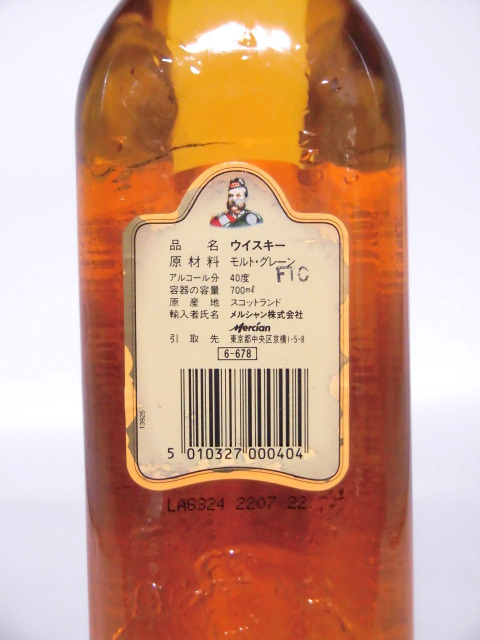 品名 ウイスキー
原材料 モルト・グレーン
F10
アルコール分 40度
容器の容量 700㎖
原産地 スコットランド
輸入者氏名 メルシャン株式会社
Mercian
引取先 東京都中央区京橋1-5-8
6-678
13925
5 010327 000404
LA6324 2207 22